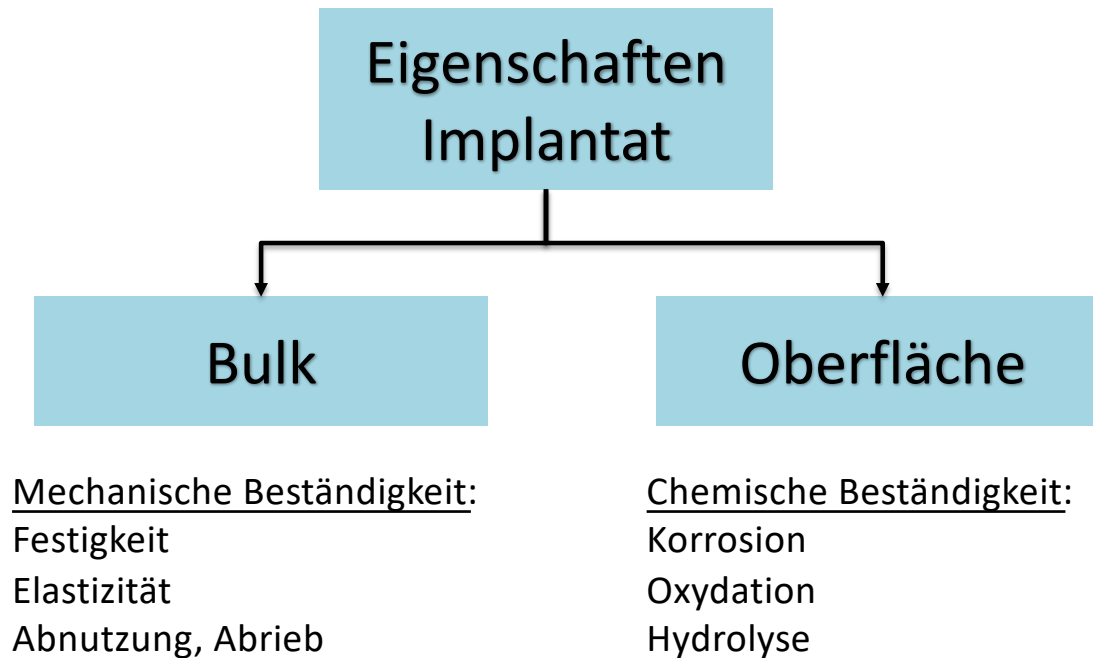 Eigenschaften
Implantat
Bulk
Oberfläche
Mechanische Beständigkeit:
Festigkeit
Elastizität
Abnutzung, Abrieb
Chemische Beständigkeit:
Korrosion
Oxydation
Hydrolyse